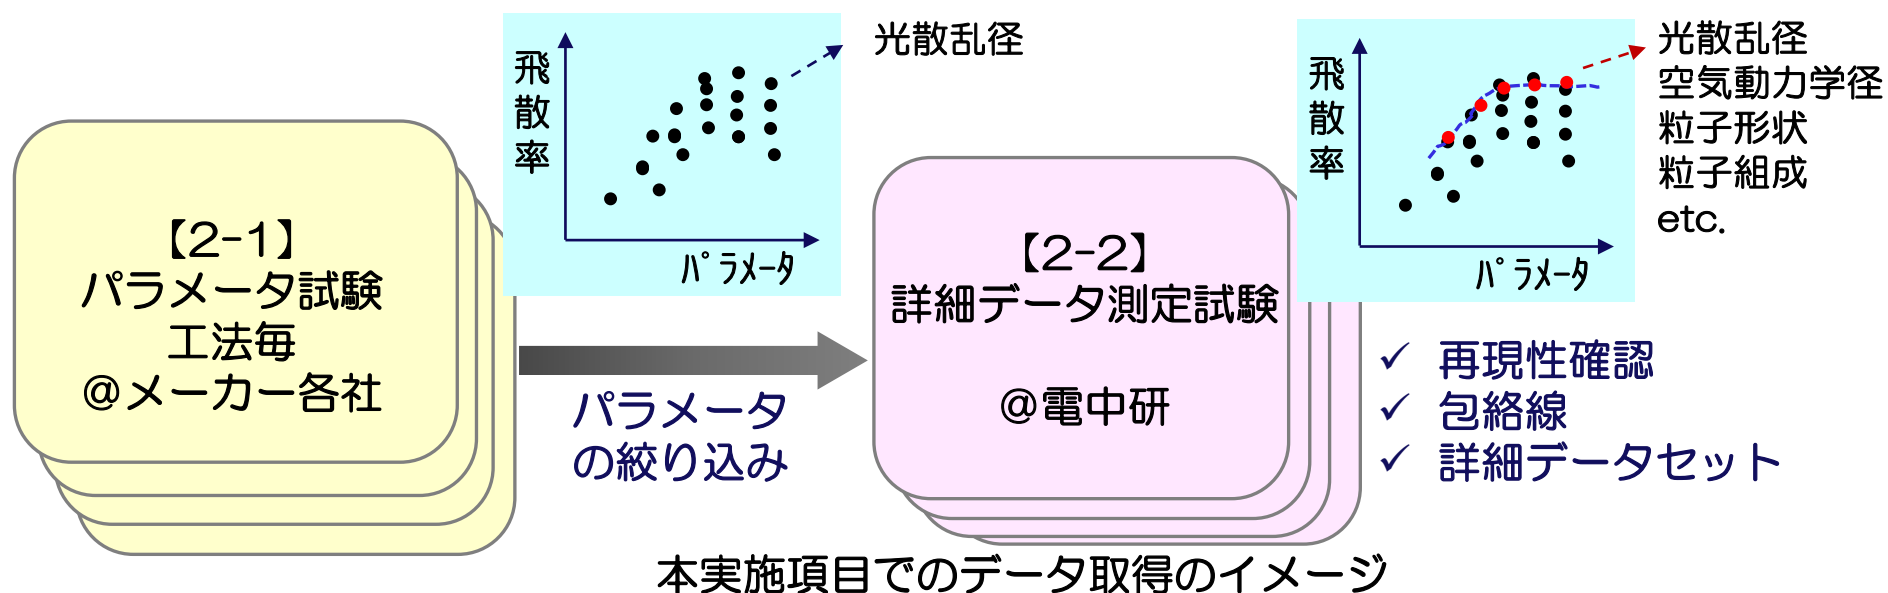 【2-1】
パラメータ試験
工法毎
@メーカー各社
飛散率
パラメータ
光散乱径
パラメータ
の絞り込み
【2-2】
詳細データ測定試験
@電中研
飛散率
パラメータ
光散乱径
空気動力学径
粒子形状
粒子組成
etc.
✓ 再現性確認
✓ 包絡線
✓ 詳細データセット
本実施項目でのデータ取得のイメージ